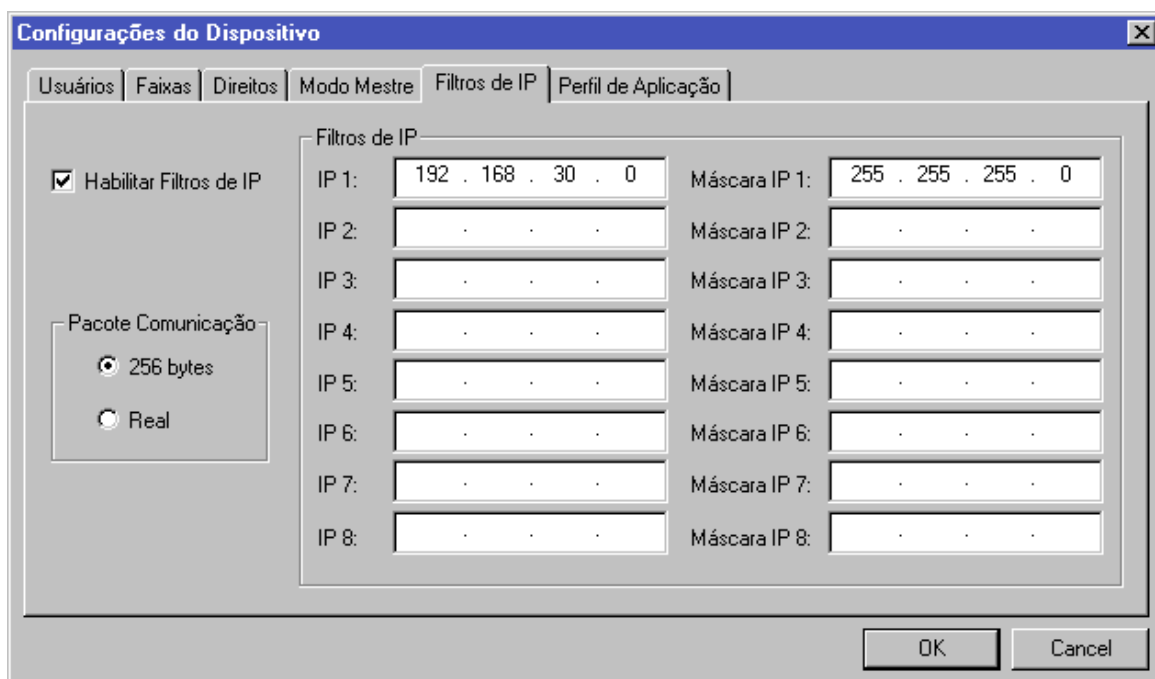 Configurações do Dispositivo
Usuários Faixas Direitos Modo Mestre Filtros de IP Perfil de Aplicação
Filtros de IP
Habilitar Filtros de IP IP 1: 192 . 168 . 30 . 0 Máscara IP 1: 255 . 255 . 255 . 0
IP 2: . . . Máscara IP 2: . . .
IP 3: . . . Máscara IP 3: . . .
Pacote Comunicação IP 4: . . . Máscara IP 4: . . .
256 bytes IP 5: . . . Máscara IP 5: . . .
Real IP 6: . . . Máscara IP 6: . . .
IP 7: . . . Máscara IP 7: . . .
IP 8: . . . Máscara IP 8: . . .
OK Cancel